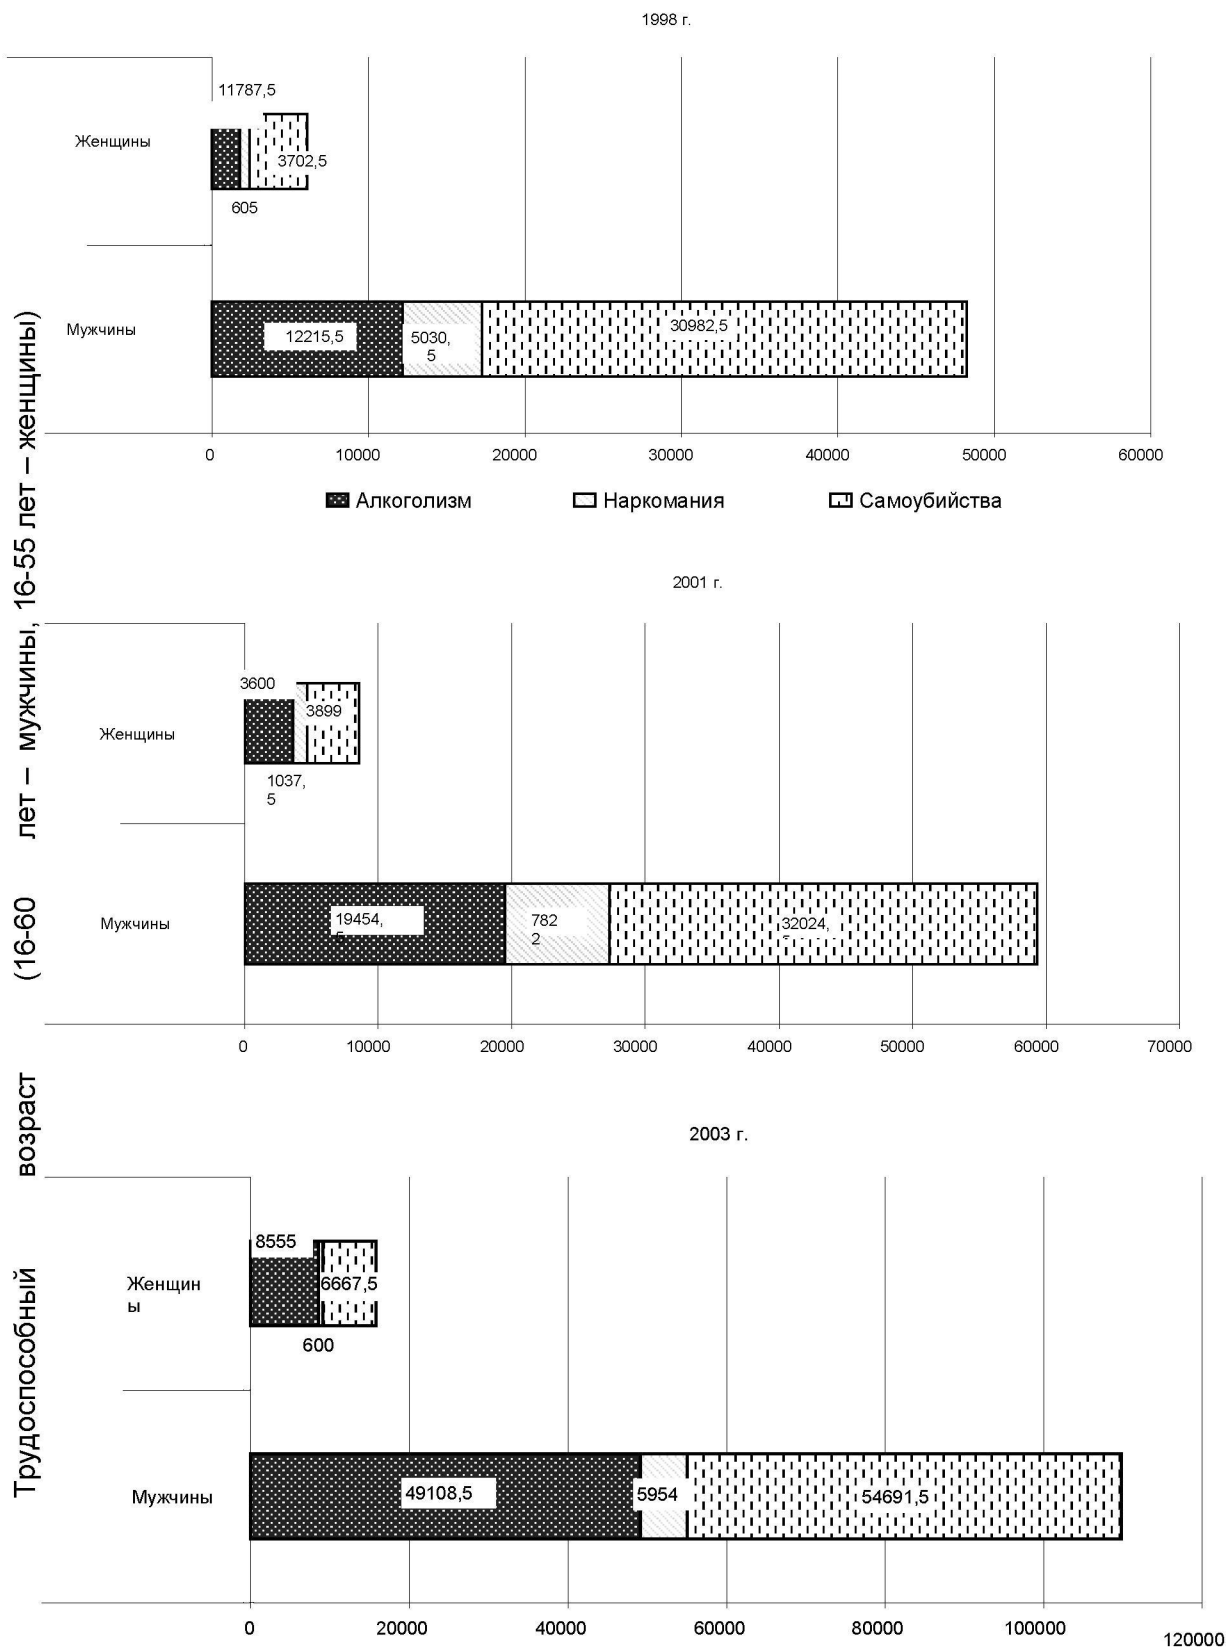 1998 г.
11787,5
Женщины
3702,5
605
Мужчины
12215,5
5030,
5
30982,5
0 10000 20000 30000 40000 50000 60000
Алкоголизм Наркомания Самоубийства
2001 г.
3600
3899
Женщины
1037,
5
Мужчины
19454,
782
2
32024,
0 10000 20000 30000 40000 50000 60000 70000
2003 г.
8555
Женщин
ы
6667,5
600
Мужчины
49108,5
5954
54691,5
0 20000 40000 60000 80000 100000 120000
Трудоспособный возраст (16-60 лет – мужчины, 16-55 лет – женщины)